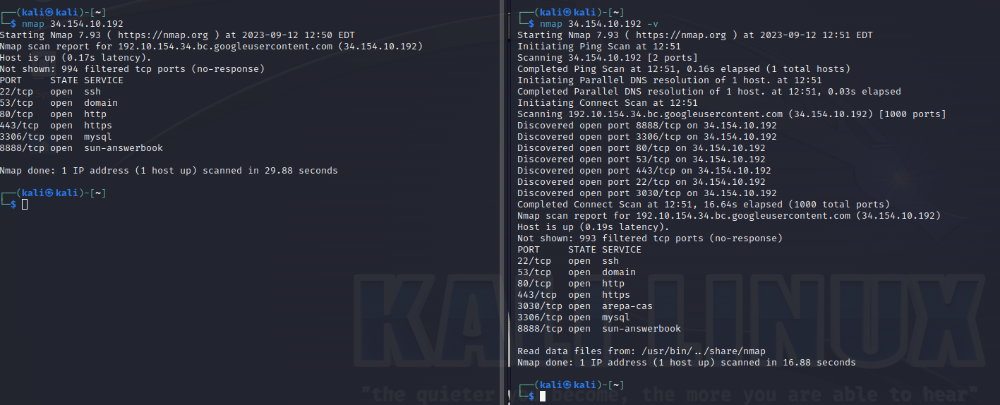 ┌──(kali㉿kali)-[~]
└─$ nmap 34.154.10.192
Starting Nmap 7.93 ( https://nmap.org ) at 2023-09-12 12:50 EDT
Nmap scan report for 192.10.154.34.bc.googleusercontent.com (34.154.10.192)
Host is up (0.17s latency).
Not shown: 994 filtered tcp ports (no-response)
PORT     STATE SERVICE
22/tcp   open  ssh
53/tcp   open  domain
80/tcp   open  http
443/tcp  open  https
3306/tcp open  mysql
8888/tcp open  sun-answerbook
Nmap done: 1 IP address (1 host up) scanned in 29.88 seconds
┌──(kali㉿kali)-[~]
└─$
┌──(kali㉿kali)-[~]
└─$ nmap 34.154.10.192 -v
Starting Nmap 7.93 ( https://nmap.org ) at 2023-09-12 12:51 EDT
Initiating Ping Scan at 12:51
Scanning 34.154.10.192 [2 ports]
Completed Ping Scan at 12:51, 0.16s elapsed (1 total hosts)
Initiating Parallel DNS resolution of 1 host. at 12:51
Completed Parallel DNS resolution of 1 host. at 12:51, 0.03s elapsed
Initiating Connect Scan at 12:51
Scanning 192.10.154.34.bc.googleusercontent.com (34.154.10.192) [1000 ports]
Discovered open port 8888/tcp on 34.154.10.192
Discovered open port 3306/tcp on 34.154.10.192
Discovered open port 80/tcp on 34.154.10.192
Discovered open port 53/tcp on 34.154.10.192
Discovered open port 443/tcp on 34.154.10.192
Discovered open port 22/tcp on 34.154.10.192
Discovered open port 3030/tcp on 34.154.10.192
Completed Connect Scan at 12:51, 16.64s elapsed (1000 total ports)
Nmap scan report for 192.10.154.34.bc.googleusercontent.com (34.154.10.192)
Host is up (0.19s latency).
Not shown: 993 filtered tcp ports (no-response)
PORT     STATE SERVICE
22/tcp   open  ssh
53/tcp   open  domain
80/tcp   open  http
443/tcp  open  https
3030/tcp open  arepa-cas
3306/tcp open  mysql
8888/tcp open  sun-answerbook
Read data files from: /usr/bin/../share/nmap
Nmap done: 1 IP address (1 host up) scanned in 16.88 seconds
┌──(kali㉿kali)-[~]
└─$
KALI LINUX
"the quieter you become, the more you are able to hear"